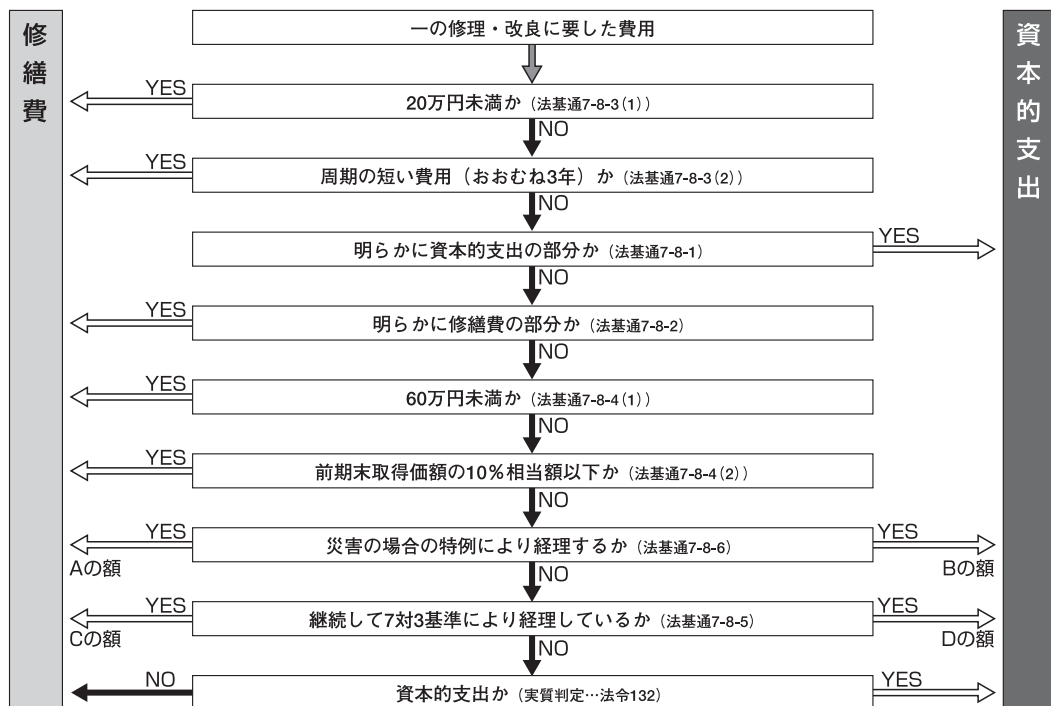 修繕費
資本的支出
一の修理・改良に要した費用
YES
20万円未満か（法基通7-8-3(1)）
NO
YES
周期の短い費用（おおむね3年）か（法基通7-8-3(2)）
NO
明らかに資本的支出の部分か（法基通7-8-1）
YES
NO
YES
明らかに修繕費の部分か（法基通7-8-2）
NO
YES
60万円未満か（法基通7-8-4(1)）
NO
YES
前期末取得価額の10％相当額以下か（法基通7-8-4(2)）
NO
YES
Aの額
災害の場合の特例により経理するか（法基通7-8-6）
YES
Bの額
NO
YES
Cの額
継続して7対3基準により経理しているか（法基通7-8-5）
YES
Dの額
NO
NO
資本的支出か（実質判定…法令132）
YES